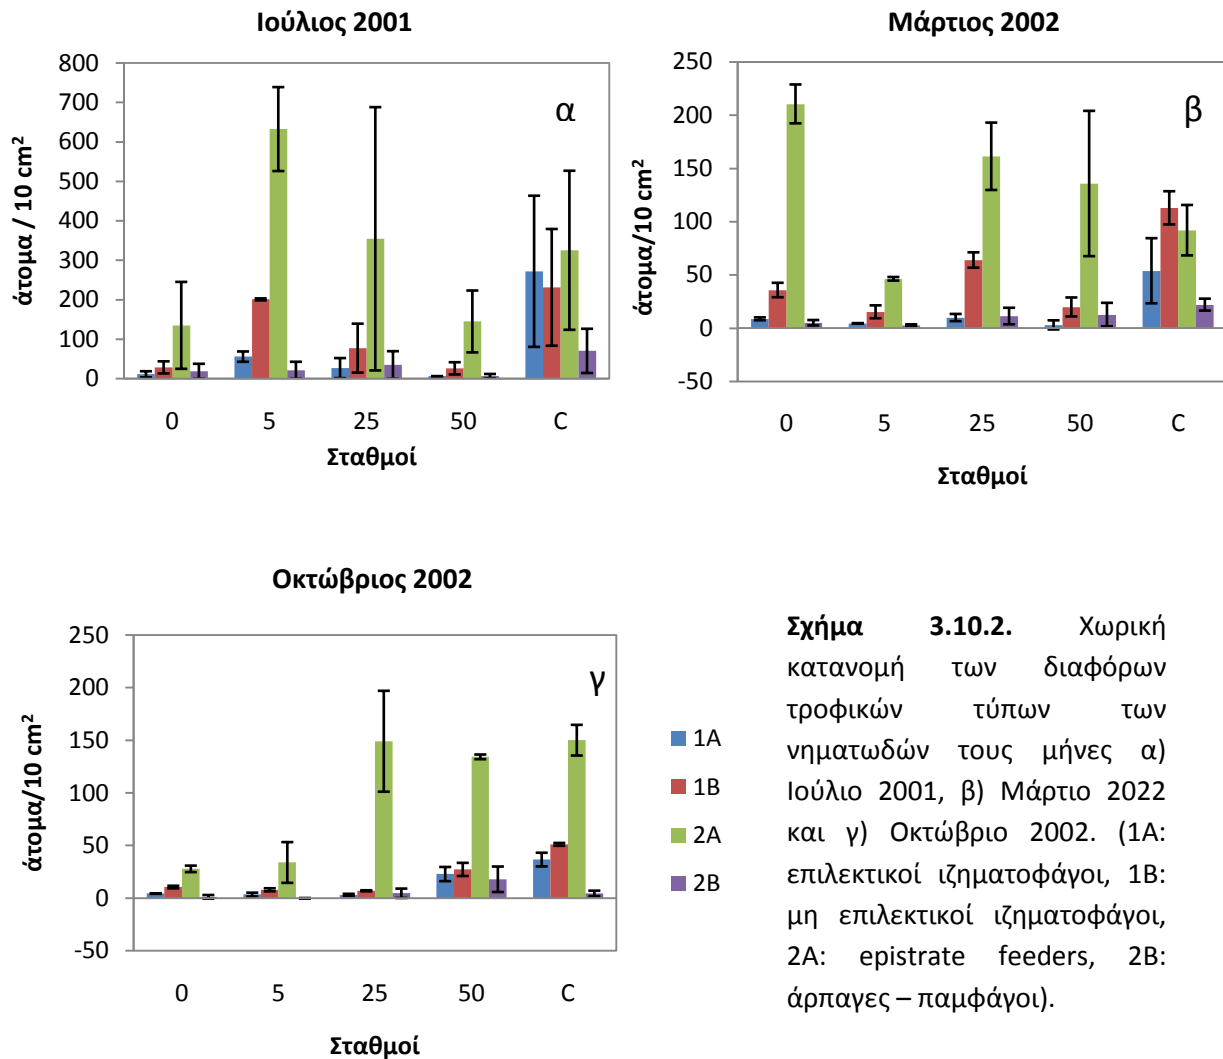 Ιούλιος 2001
800
700
600
500
400
300
200
100
0
άτομα / 10 cm²
α
0 5 25 50 C
Σταθμοί
Μάρτιος 2002
250
200
150
100
50
0
-50
άτομα/10 cm²
β
0 5 25 50 C
Σταθμοί
Οκτώβριος 2002
250
200
150
100
50
0
-50
άτομα/10 cm²
γ
0 5 25 50 C
Σταθμοί
1A
1B
2A
2B
Σχήμα 3.10.2. Χωρική
κατανομή των διαφόρων
τροφικών τύπων των
νηματωδών τους μήνες α)
Ιούλιο 2001, β) Μάρτιο 2022
και γ) Οκτώβριο 2002. (1Α:
επιλεκτικοί ιζηματοφάγοι, 1Β:
μη επιλεκτικοί ιζηματοφάγοι,
2Α: epistrate feeders, 2Β:
άρπαγες – παμφάγοι).